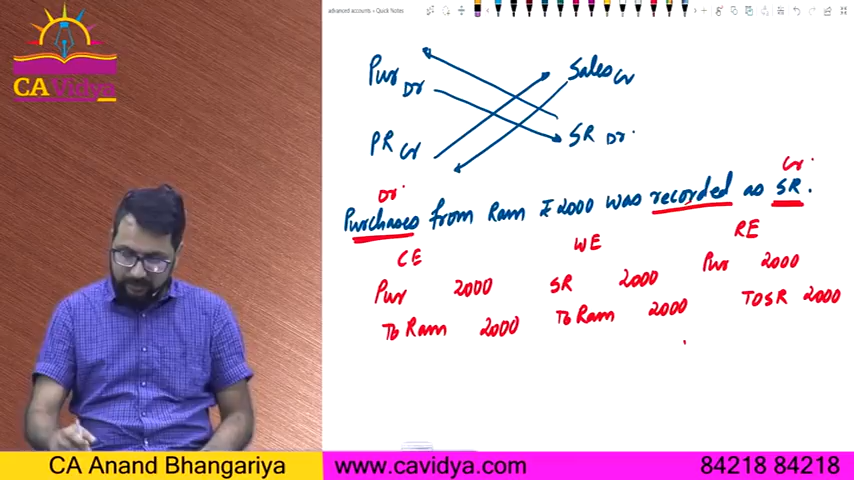 advanced accounts - Quick Notes
CA Vidya
Pur Dr
Sales Cr
PR Cr
SR Dr.
Dr.
Cr.
Purchases from Ram ₹2000 was recorded as SR.
CE
WE
RE
Pur 2000
SR 2000
Pur 2000
To Ram 2000
To Ram 2000
To SR 2000
CA Anand Bhangariya
www.cavidya.com
84218 84218